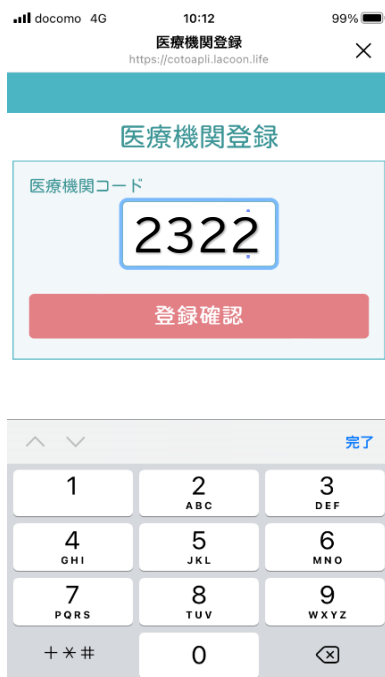 docomo 4G 10:12 99%
医療機関登録
https://cotoapli.lacoon.life
医療機関登録
医療機関コード
2322
登録確認
完了
1 2 3
ABC DEF
4 5 6
GHI JKL MNO
7 8 9
PQRS TUV WXYZ
+*# 0